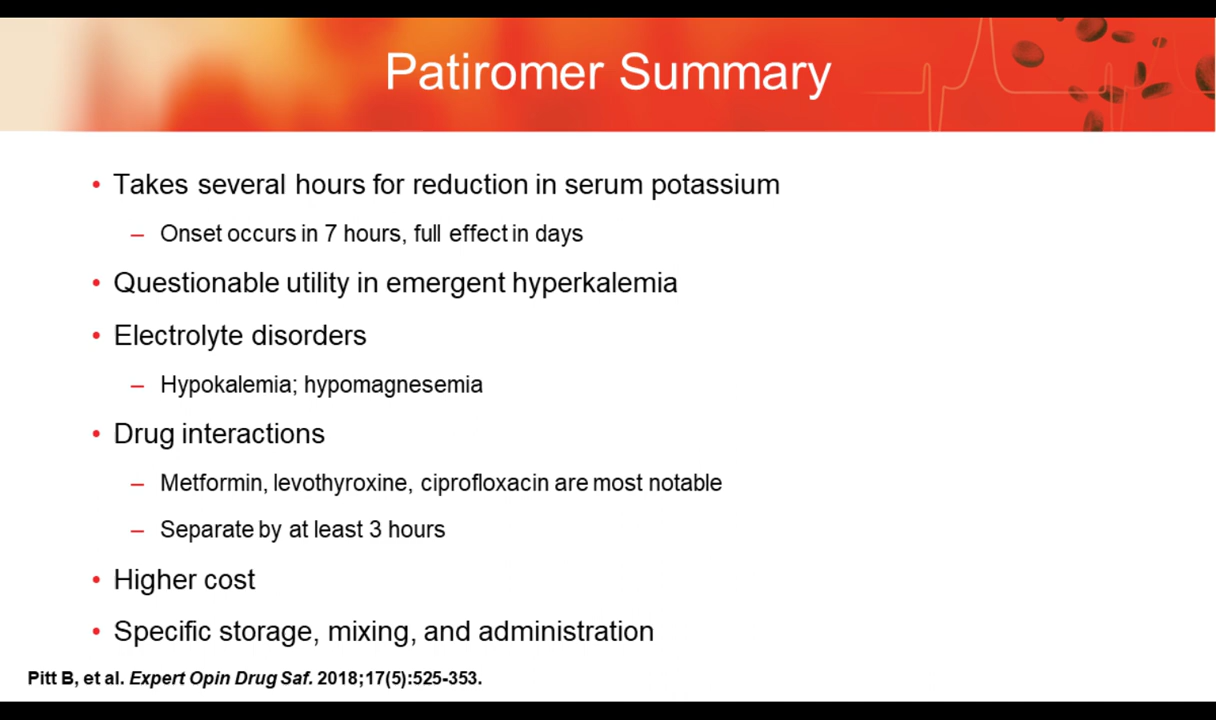 Patiromer Summary
• Takes several hours for reduction in serum potassium
– Onset occurs in 7 hours, full effect in days
• Questionable utility in emergent hyperkalemia
• Electrolyte disorders
– Hypokalemia; hypomagnesemia
• Drug interactions
– Metformin, levothyroxine, ciprofloxacin are most notable
– Separate by at least 3 hours
• Higher cost
• Specific storage, mixing, and administration
Pitt B, et al. Expert Opin Drug Saf. 2018;17(5):525-353.